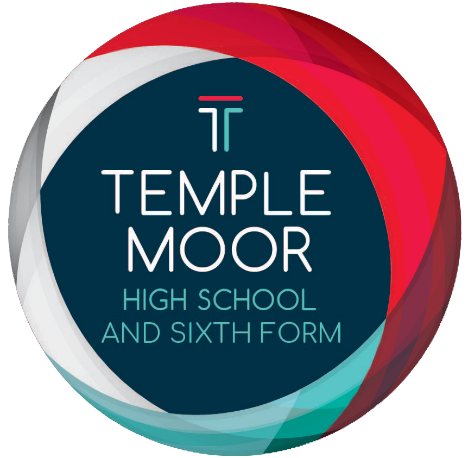 TEMPLE
MOOR
HIGH SCHOOL
AND SIXTH FORM